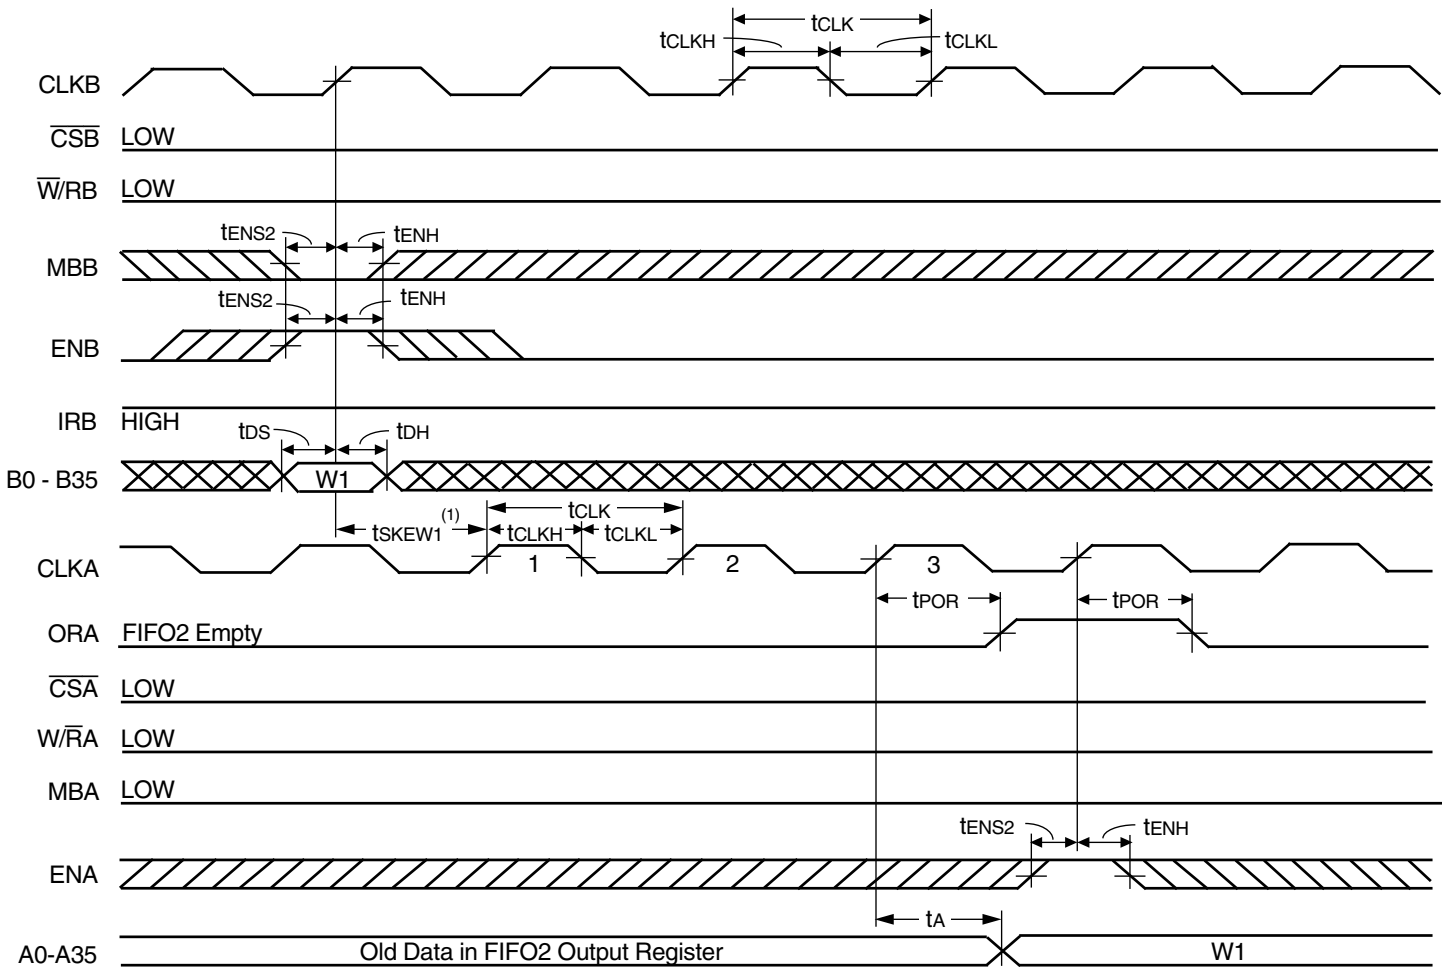 tCLK
tCLKH tCLKL
CLKB
CSB LOW
W/RB LOW
tENS2 tENH
MBB
tENS2 tENH
ENB
IRB HIGH
tDS tDH
B0 - B35 W1
tSKEW1 (1) tCLK
tCLKH tCLKL
CLKA 1 2 3
tPOR tPOR
ORA FIFO2 Empty
CSA LOW
W/RA LOW
MBA LOW
tENS2 tENH
ENA
tA
A0-A35 Old Data in FIFO2 Output Register W1